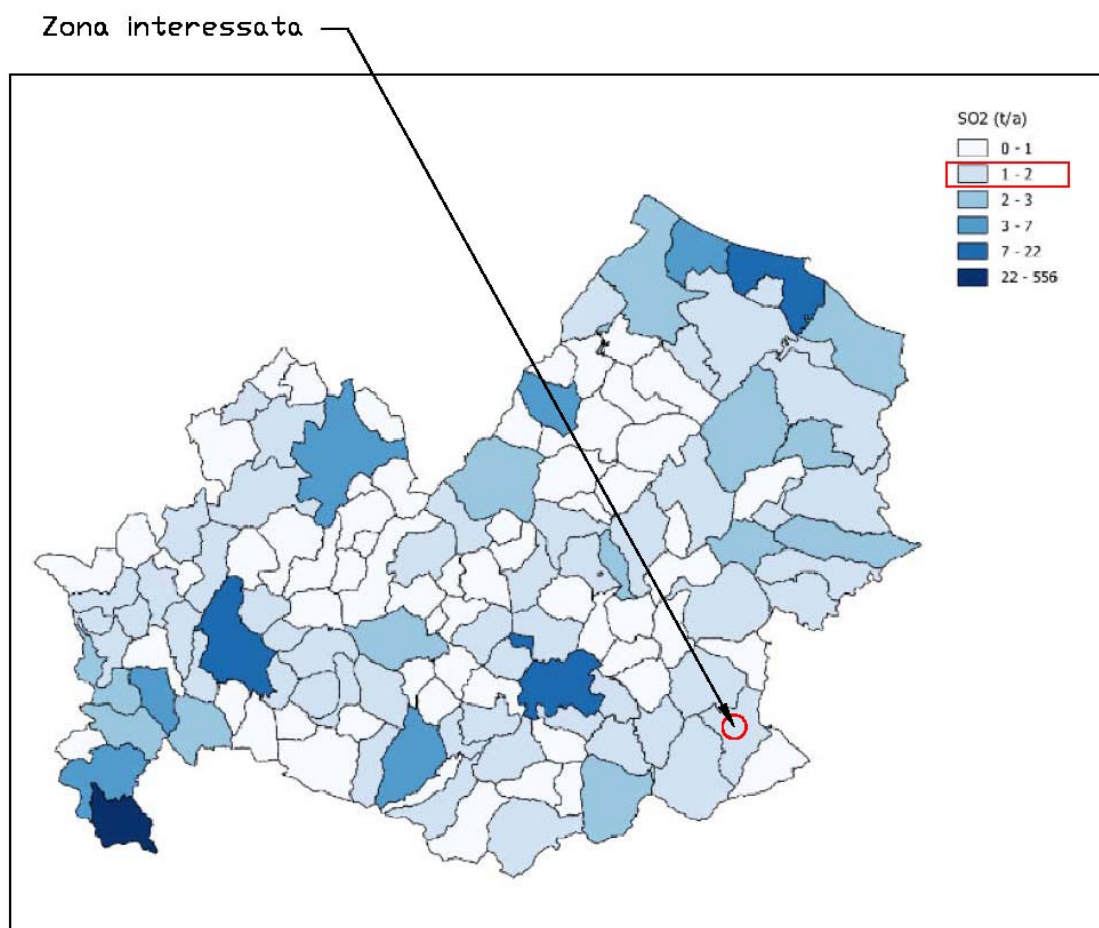 Zona interessata
SO2 (t/a)
0 - 1
1 - 2
2 - 3
3 - 7
7 - 22
22 - 556